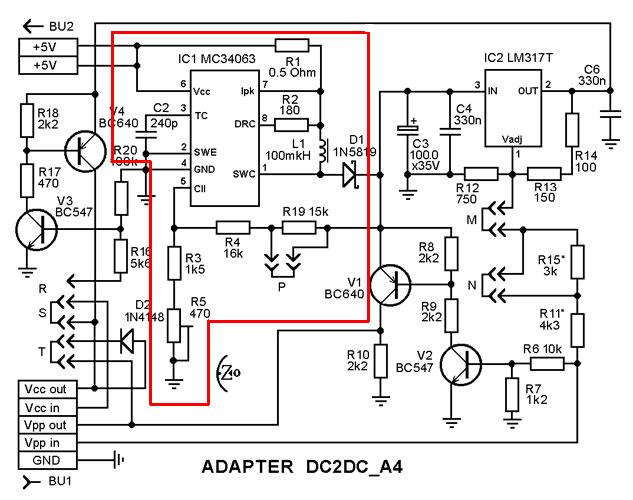 BU2
+5V
+5V
IC1 MC34063
R1
0.5 Ohm
6
Vcc
Ipk
7
3
TC
C2
240p
R2
180
DRC
8
2
SWE
4
GND
L1
100mkH
SWC
1
5
CII
D1
1N5819
IC2 LM317T
3
IN
OUT
2
Vadj
1
C6
330n
C4
330n
C3
100.0
x35V
R14
100
R12
750
R13
150
R18
2k2
V4
BC640
R17
470
R20
V3
BC547
R16
5k6
R4
16k
R19 15k
P
R3
1k5
R5
470
R8
2k2
V1
BC640
R9
2k2
M
N
R15*
3k
R11*
4k3
R
S
T
D2
1N4148
R10
2k2
V2
BC547
R6 10k
R7
1k2
Zo
Vcc out
Vcc in
Vpp out
Vpp in
GND
BU1
ADAPTER DC2DC_A4